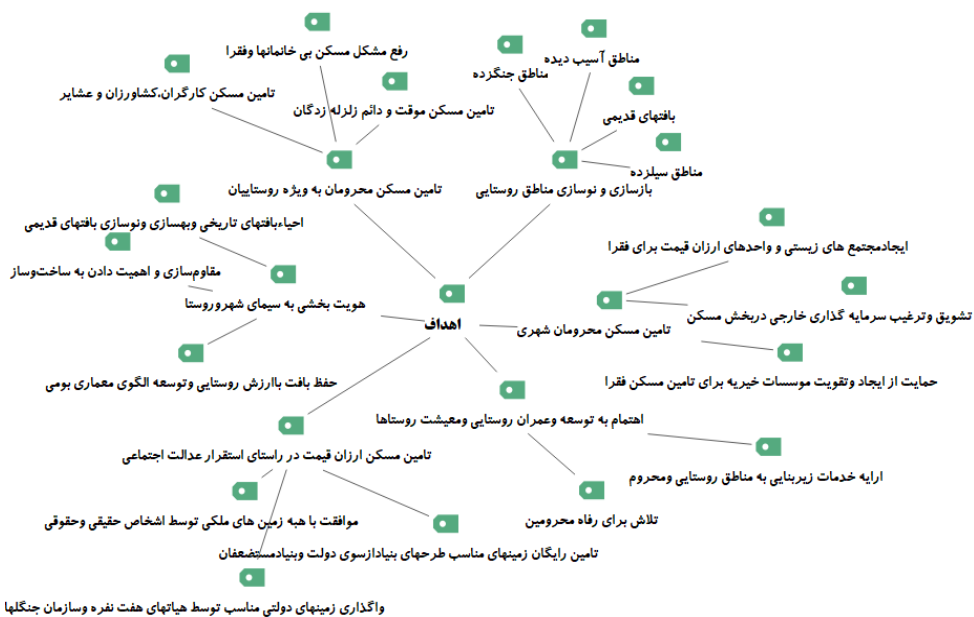 رفع مشکل مسکن بی خانمانها وفقرا
مناطق آسیب دیده
مناطق جنگزده
تامین مسکن کارگران،کشاورزان و عشایر
تامین مسکن موقت و دائم زلزله زدگان
بافتهای قدیمی
مناطق سیلزده
تامین مسکن محرومان به ویژه روستاییان
بازسازی و نوسازی مناطق روستایی
احیاءبافتهای تاریخی وبهسازی ونوسازی بافتهای قدیمی
ایجادمجتمع های زیستی و واحدهای ارزان قیمت برای فقرا
مقاوم‌سازی و اهمیت دادن به ساخت‌وساز
هویت بخشی به سیمای شهروروستا
تشویق وترغیب سرمایه گذاری خارجی دربخش مسکن
اهداف
تامین مسکن محرومان شهری
حفظ بافت باارزش روستایی وتوسعه الگوی معماری بومی
حمایت از ایجاد وتقویت موسسات خیریه برای تامین مسکن فقرا
اهتمام به توسعه وعمران روستایی ومعیشت روستاها
تامین مسکن ارزان قیمت در راستای استقرار عدالت اجتماعی
ارایه خدمات زیربنایی به مناطق روستایی ومحروم
موافقت با هبه زمین های ملکی توسط اشخاص حقیقی وحقوقی
تلاش برای رفاه محرومین
تامین رایگان زمینهای مناسب طرحهای بنیادازسوی دولت وبنیادمستضعفان
واگذاری زمینهای دولتی مناسب توسط هیاتهای هفت نفره وسازمان جنگلها